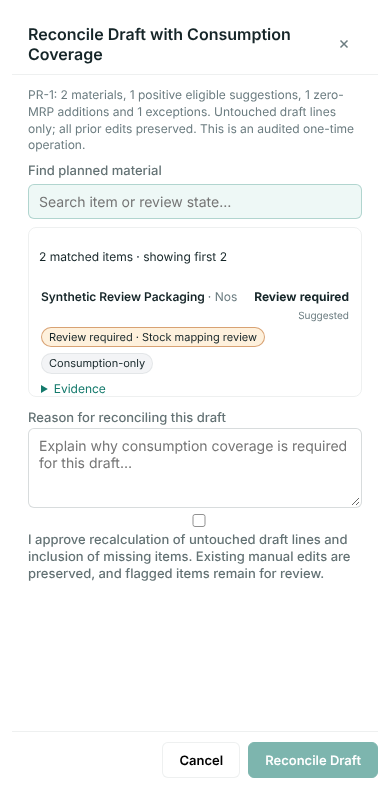 Reconcile Draft with Consumption
Coverage
×
PR-1: 2 materials, 1 positive eligible suggestions, 1 zero-
MRP additions and 1 exceptions. Untouched draft lines
only; all prior edits preserved. This is an audited one-time
operation.
Find planned material
Search item or review state...
2 matched items · showing first 2
Synthetic Review Packaging · Nos Review required
Suggested
Review required · Stock mapping review
Consumption-only
▶ Evidence
Reason for reconciling this draft
Explain why consumption coverage is required
for this draft...
I approve recalculation of untouched draft lines and
inclusion of missing items. Existing manual edits are
preserved, and flagged items remain for review.
Cancel Reconcile Draft